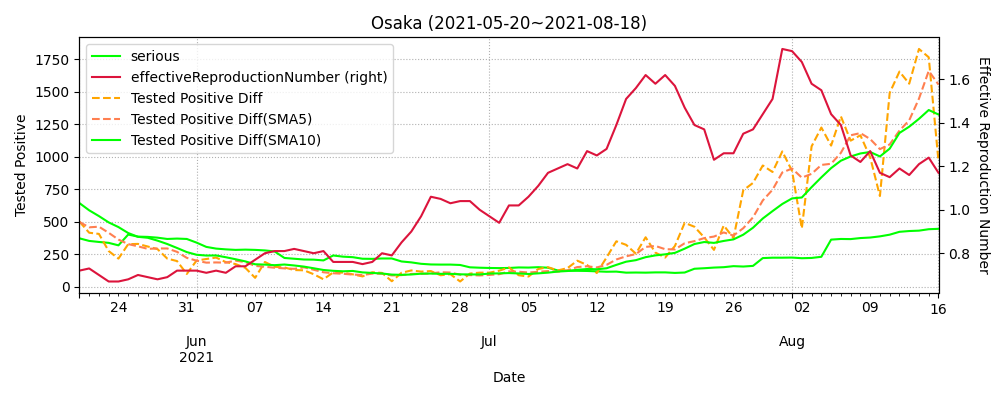 Osaka (2021-05-20~2021-08-18)
serious
effectiveReproductionNumber (right)
Tested Positive Diff
Tested Positive Diff(SMA5)
Tested Positive Diff(SMA10)
Tested Positive
1750
1500
1250
1000
750
500
250
0
1.6
1.4
1.2
1.0
0.8
Effective Reproduction Number
24 31 07 14 21 28 05 12 19 26 02 09 16
Jun Jul Aug
2021
Date